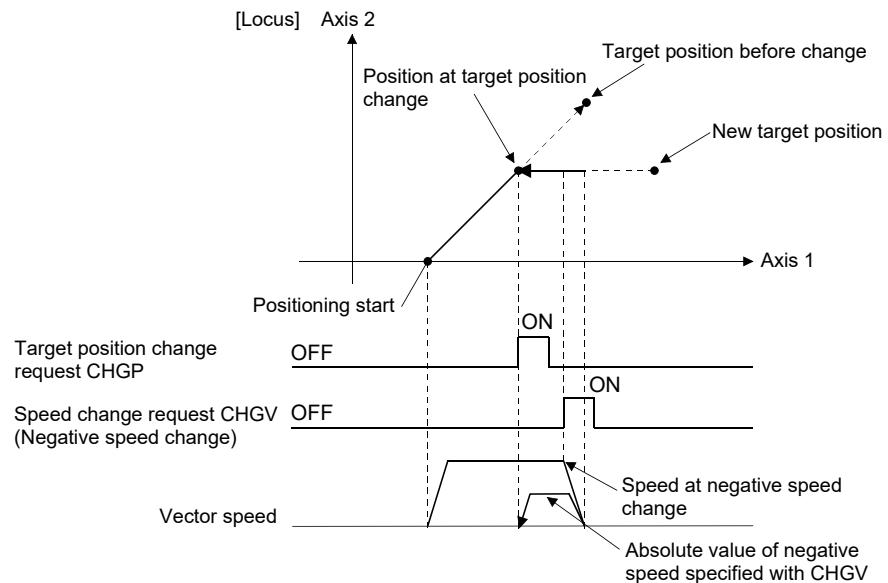 [Locus] Axis 2
Target position before change
Position at target position
change
New target position
Axis 1
Positioning start
ON
Target position change
request CHGP
OFF
ON
Speed change request CHGV
(Negative speed change)
OFF
Speed at negative speed
change
Vector speed
Absolute value of negative
speed specified with CHGV